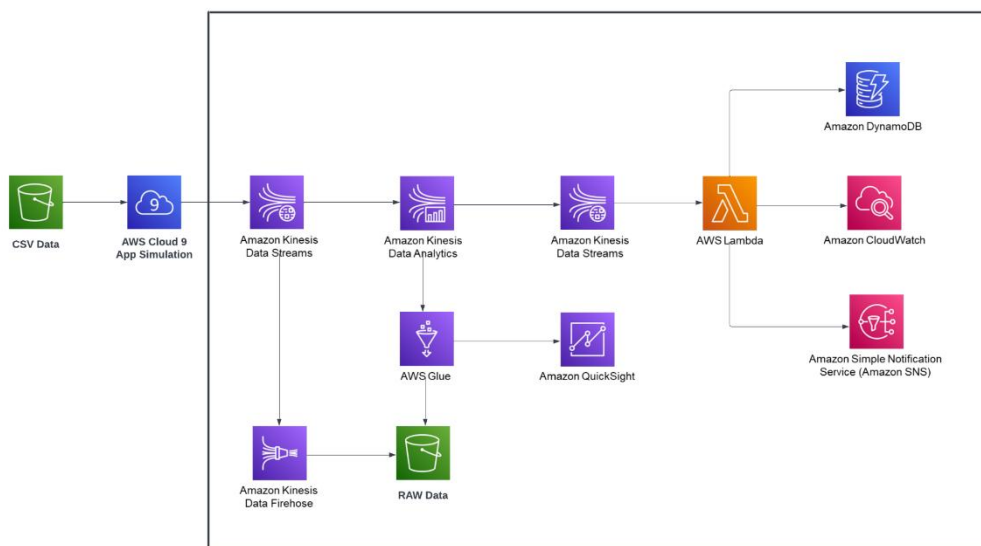 Amazon DynamoDB
9
CSV Data
AWS Cloud 9
App Simulation
Amazon Kinesis
Data Streams
Amazon Kinesis
Data Analytics
Amazon Kinesis
Data Streams
AWS Lambda
Amazon CloudWatch
AWS Glue
Amazon QuickSight
Amazon Simple Notification
Service (Amazon SNS)
Amazon Kinesis
Data Firehose
RAW Data